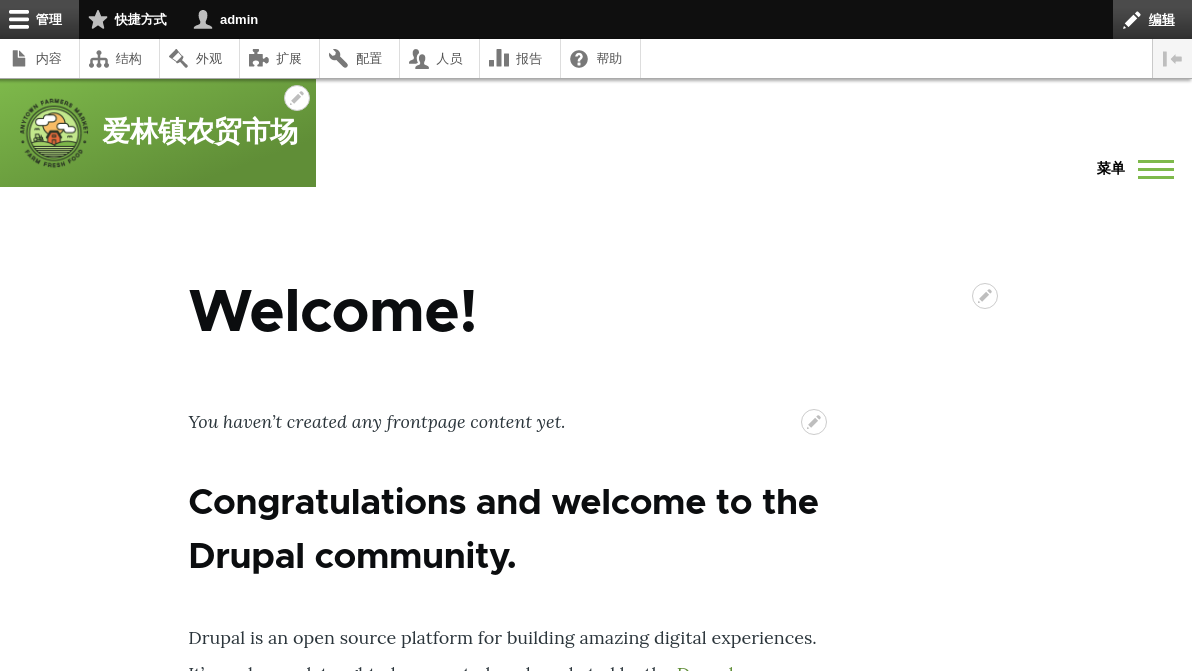 管理 快捷方式 admin 编辑
内容 结构 外观 扩展 配置 人员 报告 帮助
ANYTOWN FARMERS MARKET
FARM FRESH FOOD
爱林镇农贸市场
菜单
Welcome!
You haven’t created any frontpage content yet.
Congratulations and welcome to the
Drupal community.
Drupal is an open source platform for building amazing digital experiences.